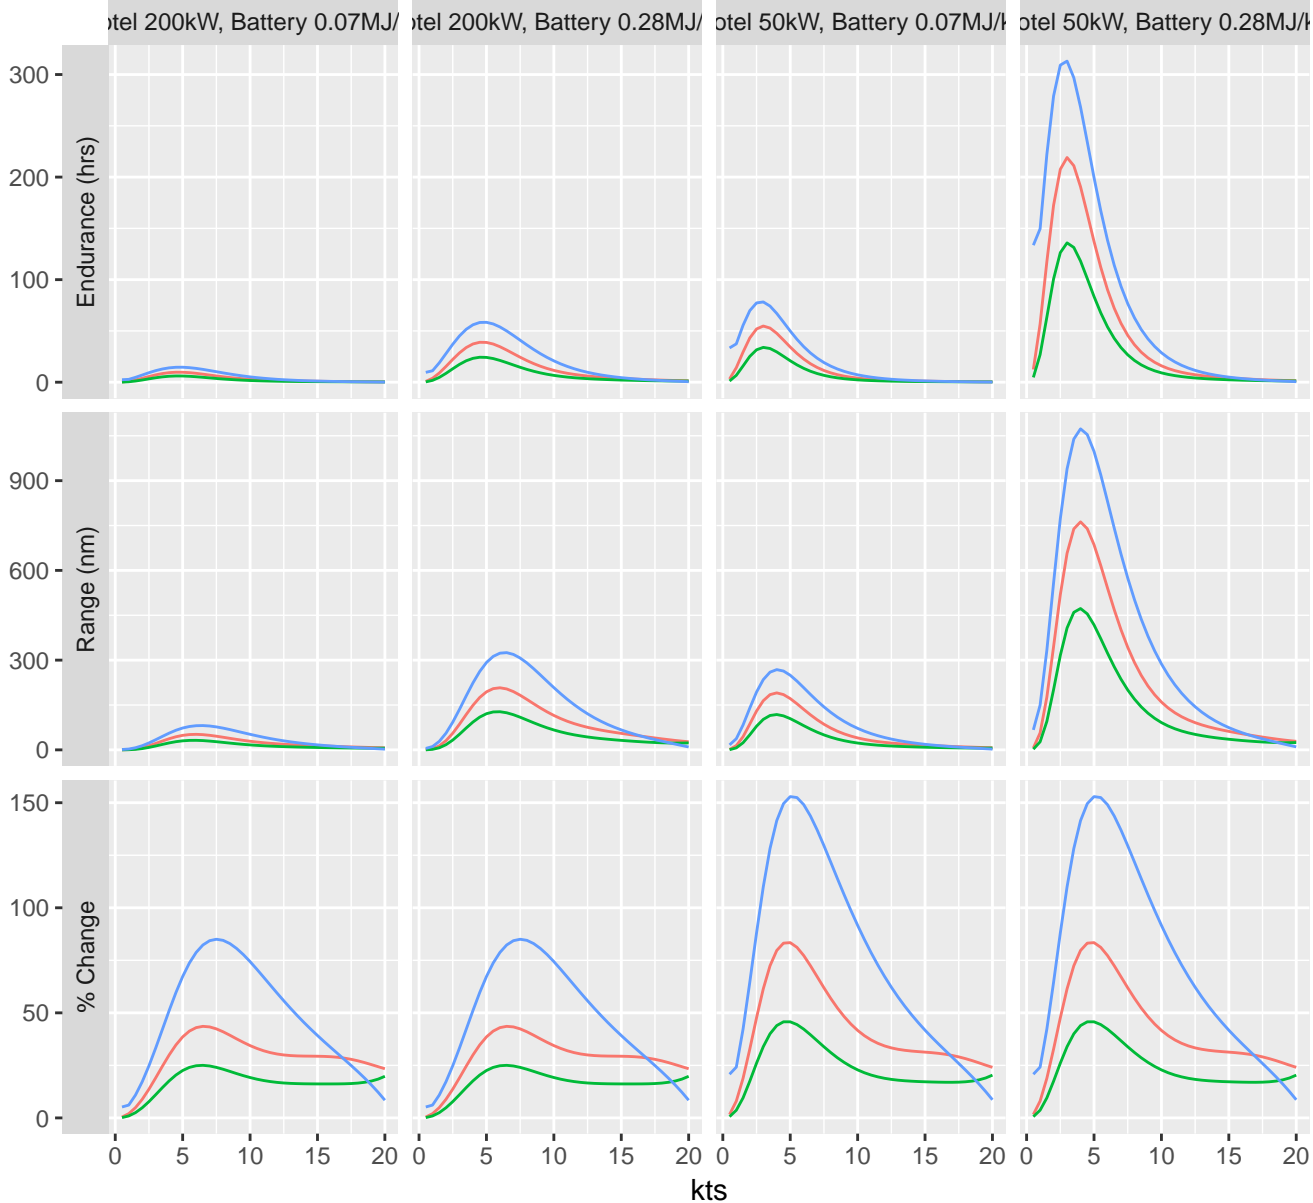 otel 200kW, Battery 0.07MJ/
otel 200kW, Battery 0.28MJ/
otel 50kW, Battery 0.07MJ/k
otel 50kW, Battery 0.28MJ/k
300
200
100
0
Endurance (hrs)
900
600
300
0
Range (nm)
150
100
50
0
% Change
0 5 10 15 20
0 5 10 15 20
0 5 10 15 20
0 5 10 15 20
kts